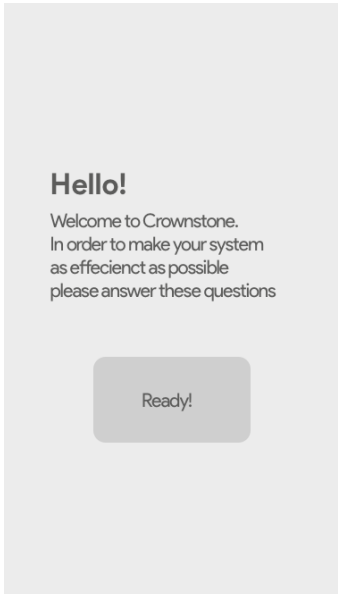 Hello!
Welcome to Crownstone.
In order to make your system
as effecienct as possible
please answer these questions
Ready!